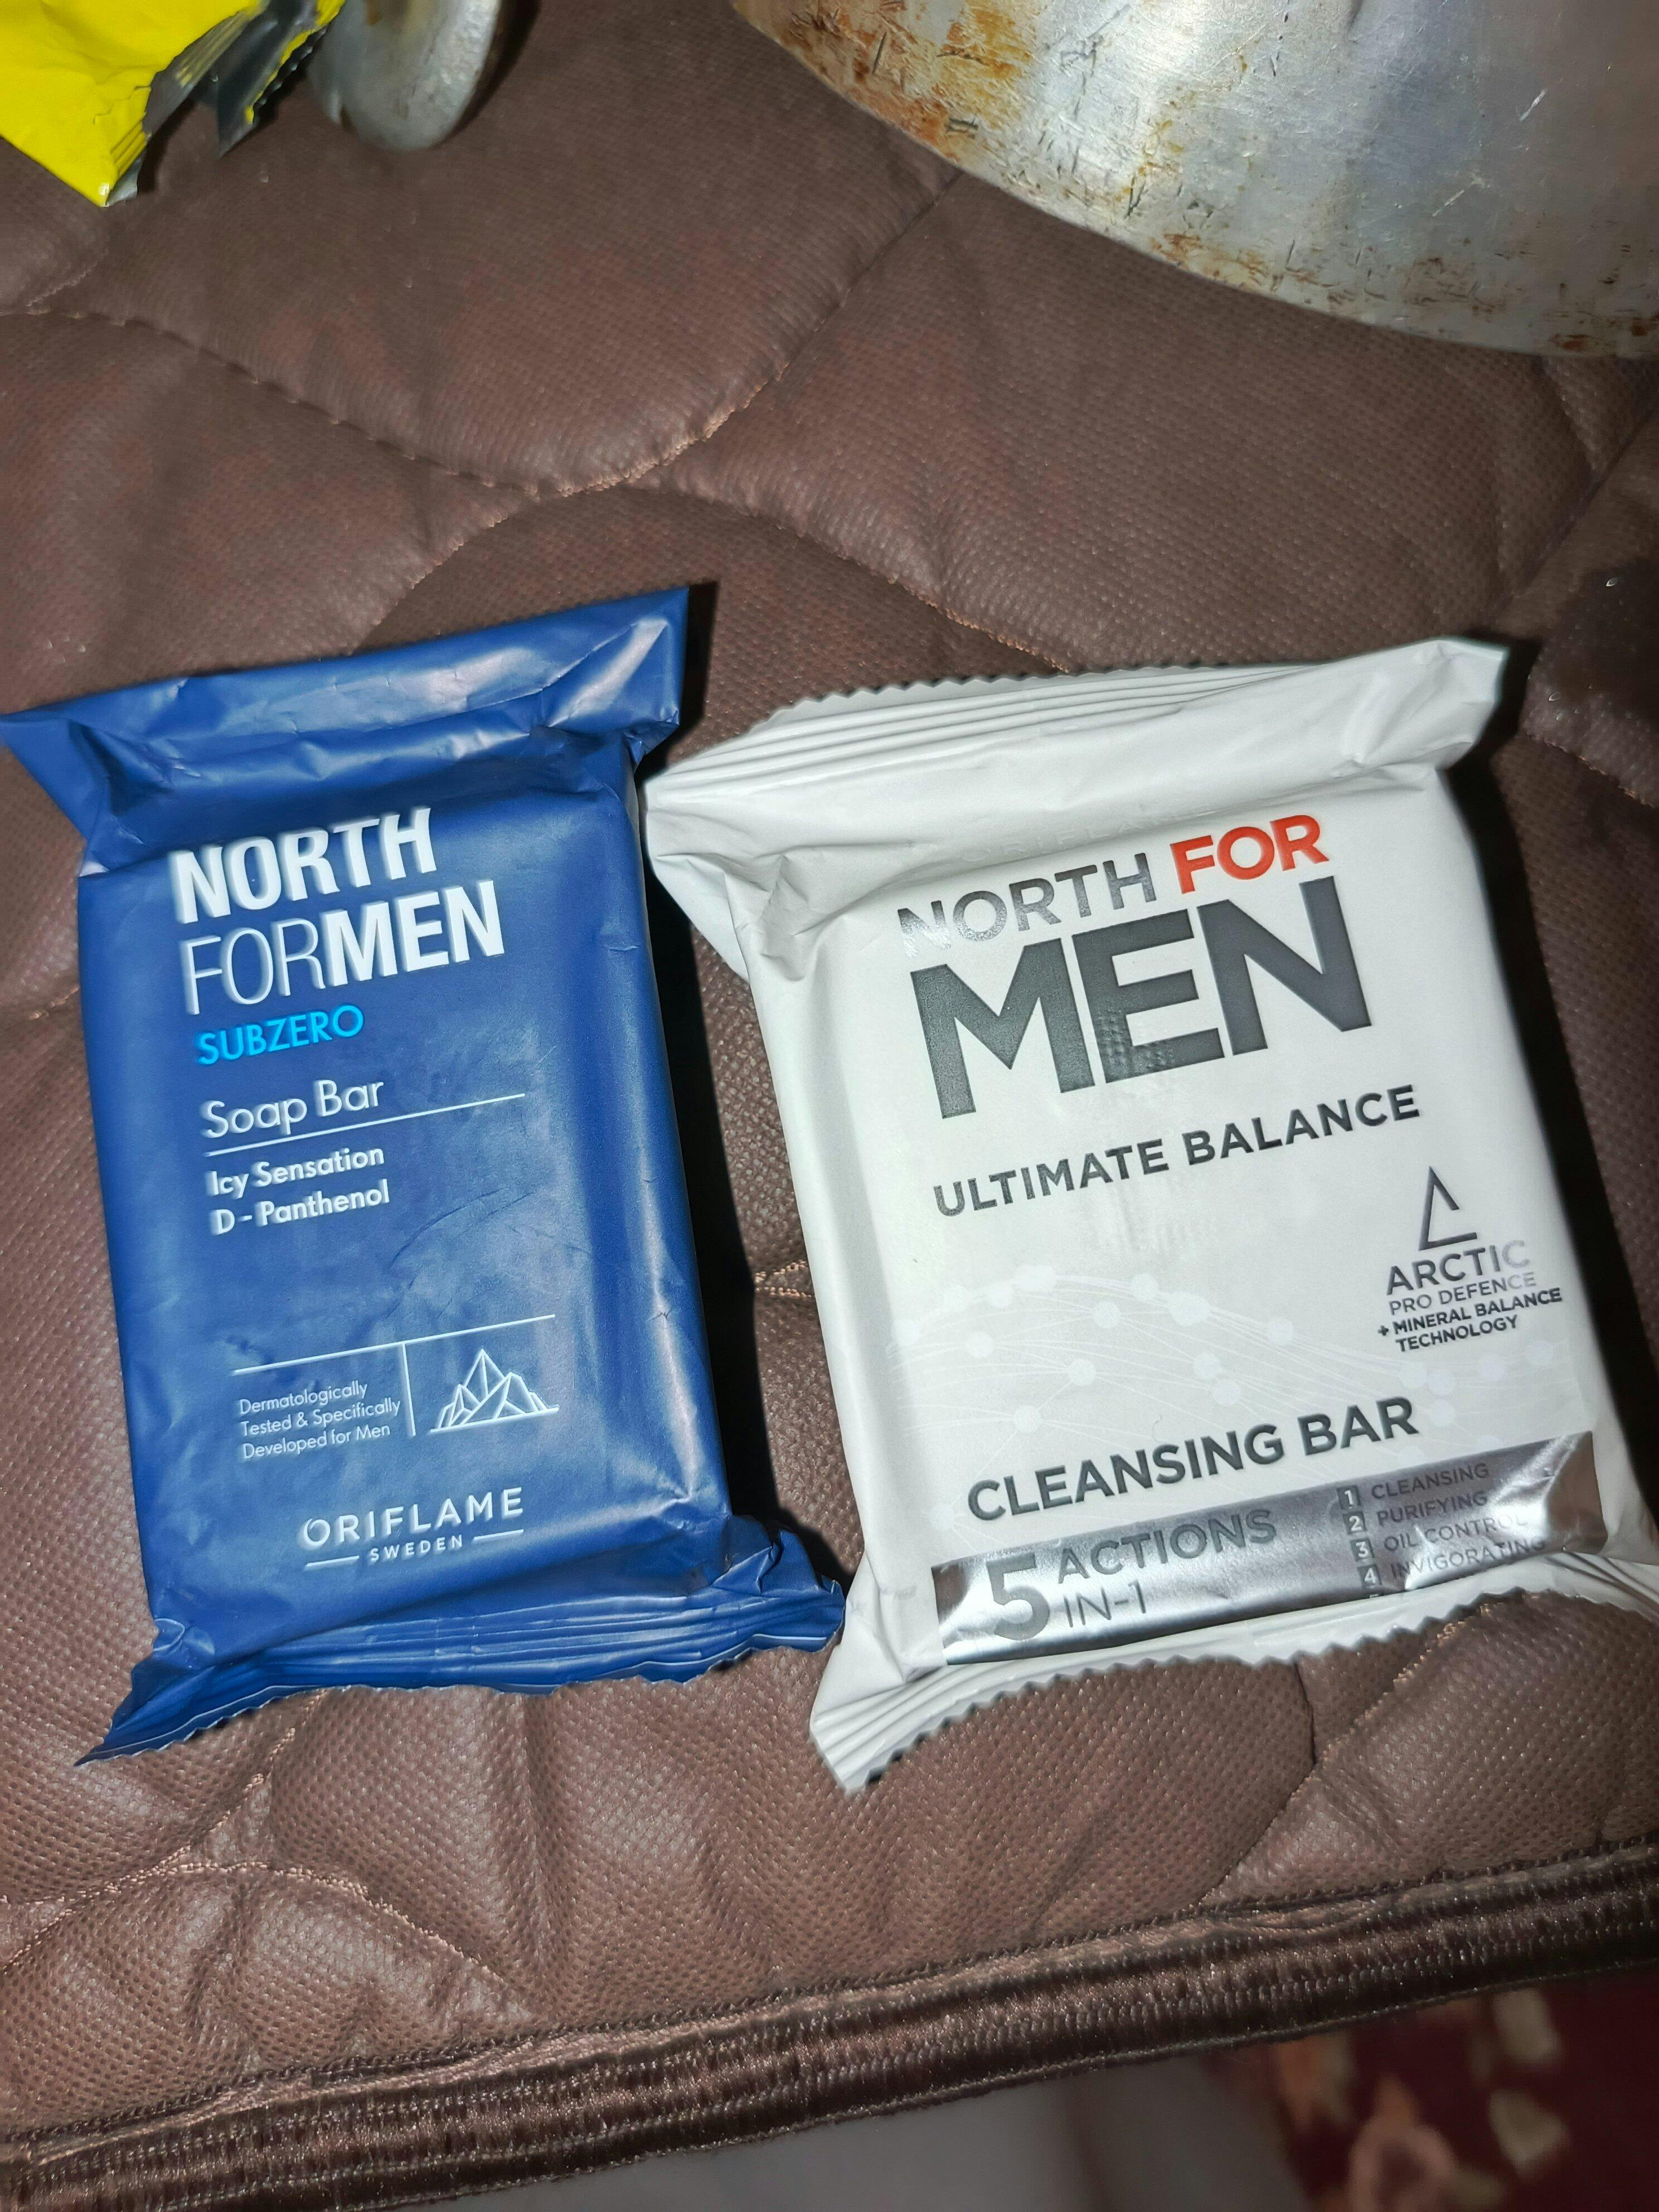 NORTH
FORMEN
SUBZERO
Soap Bar
Icy Sensation
D-Panthenol
Dermatologically
Tested & Specifically
Developed for Men
ORIFLAME
SWEDEN
ORIFLAME
NORTH FOR
MEN
ULTIMATE BALANCE
ARCTIC
PRO DEFENCE
+ MINERAL BALANCE
TECHNOLOGY
CLEANSING BAR
5 ACTIONS
IN-1
1 CLEANSING
2 PURIFYING
3 OIL CONTROL
4 INVIGORATING